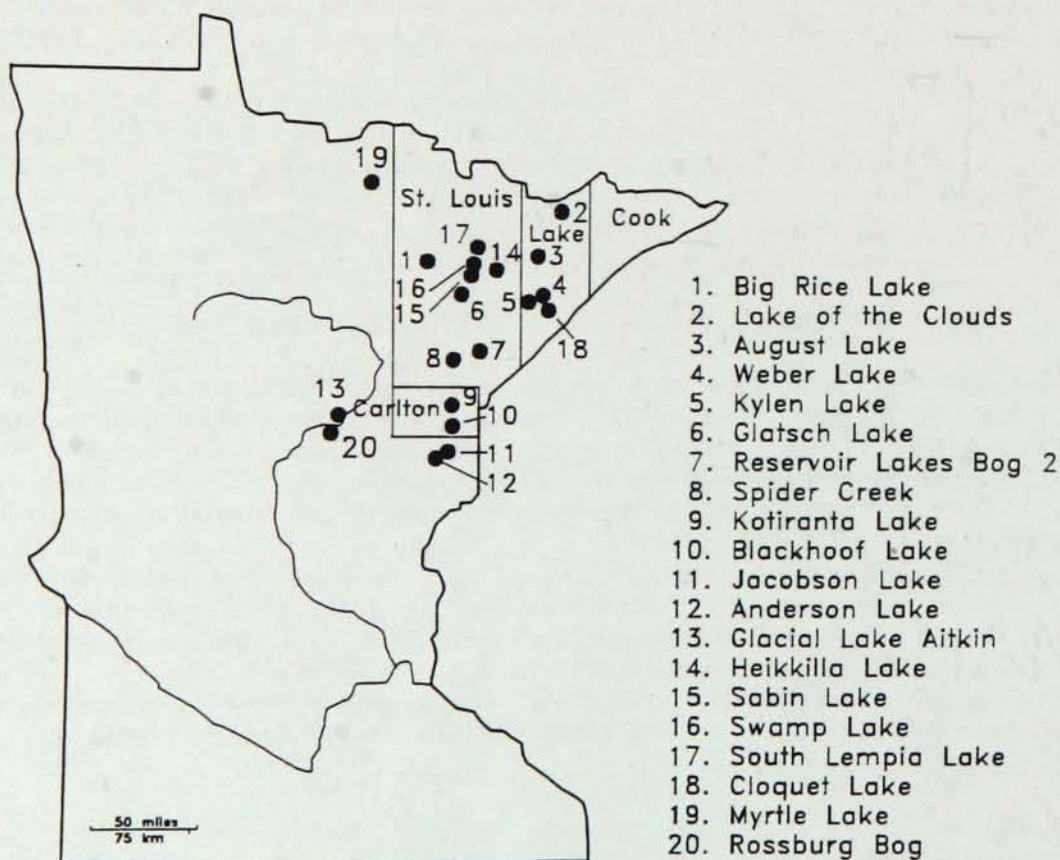 19
St. Louis
2
Cook
Lake
17
14
3
1
16
15
6
5
4
18
8
7
13
Carlton
9
10
20
11
12
50 miles
75 km
1. Big Rice Lake
2. Lake of the Clouds
3. August Lake
4. Weber Lake
5. Kylen Lake
6. Glatsch Lake
7. Reservoir Lakes Bog 2
8. Spider Creek
9. Kotiranta Lake
10. Blackhoof Lake
11. Jacobson Lake
12. Anderson Lake
13. Glacial Lake Aitkin
14. Heikkilla Lake
15. Sabin Lake
16. Swamp Lake
17. South Lempia Lake
18. Cloquet Lake
19. Myrtle Lake
20. Rossburg Bog